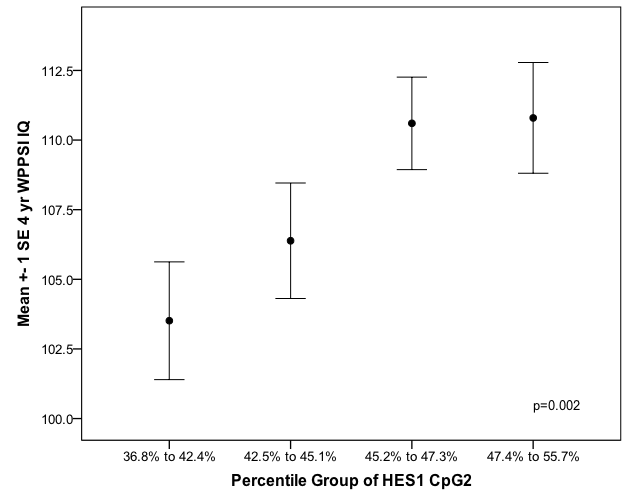 Mean +- 1 SE 4 yr WPPSI IQ
112.5
110.0
107.5
105.0
102.5
100.0
p=0.002
36.8% to 42.4% 42.5% to 45.1% 45.2% to 47.3% 47.4% to 55.7%
Percentile Group of HES1 CpG2